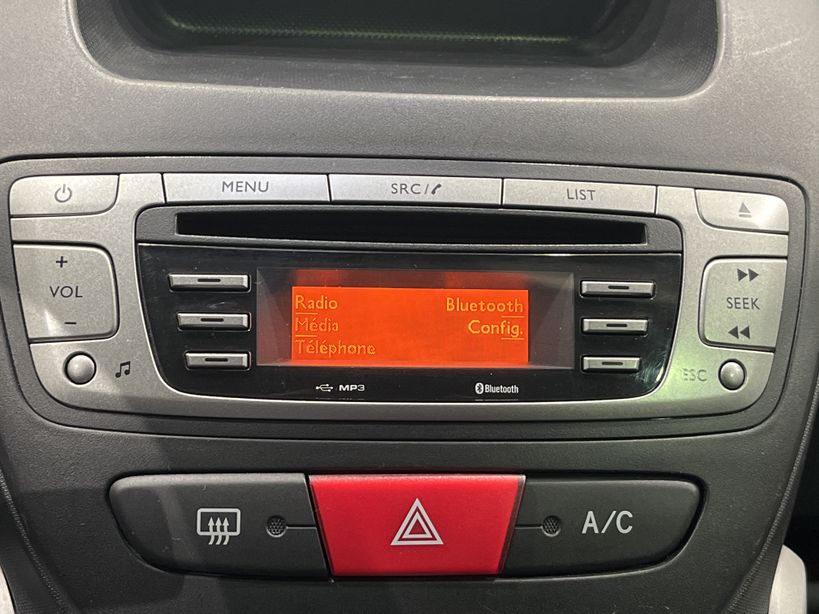 MENU
SRC/
LIST
+
VOL
−
SEEK
Radio
Bluetooth
Média
Config.
Téléphone
ESC
MP3
Bluetooth
A/C